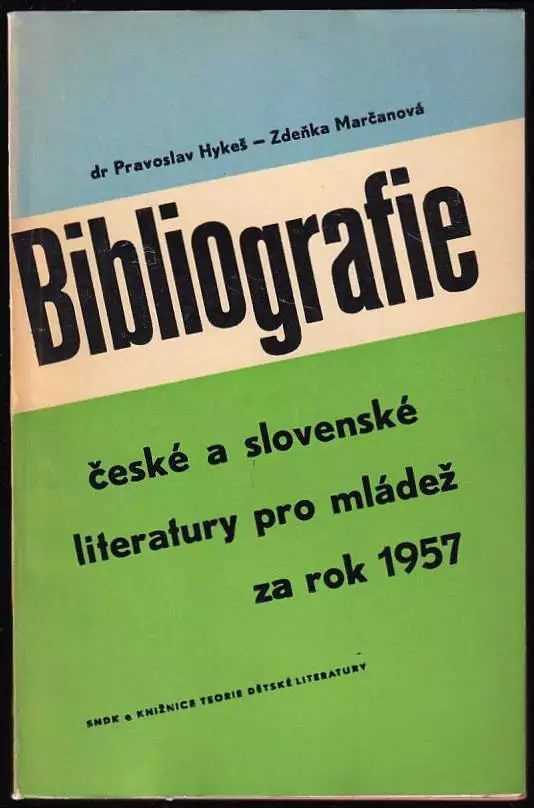 dr Pravoslav Hykeš – Zdeňka Marčanová
Bibliografie
české a slovenské
literatury pro mládež
za rok 1957
SNDK • KNIŽNICE TEORIE DĚTSKÉ LITERATURY